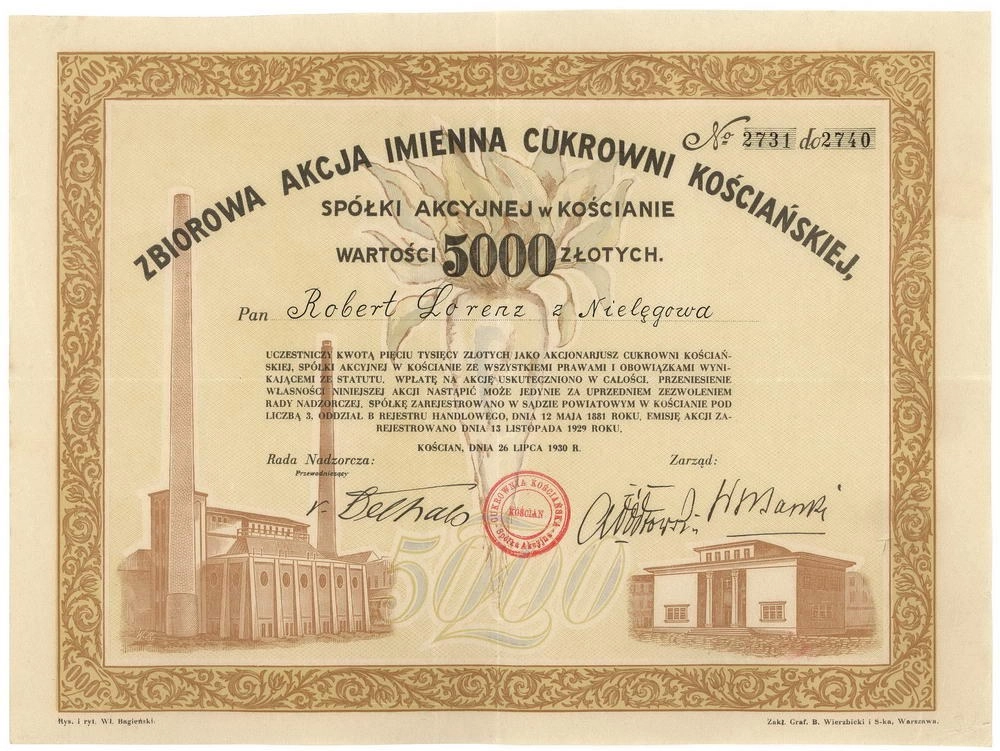 5000 5000
№ 2731 do 2740
ZBIOROWA AKCJA IMIENNA CUKROWNI KOŚCIAŃSKIEJ,
SPÓŁKI AKCYJNEJ w KOŚCIANIE
WARTOŚCI 5000 ZŁOTYCH.
Pan Robert Lorenz z Nielęgowa
UCZESTNICZY KWOTĄ PIĘCIU TYSIĘCY ZŁOTYCH JAKO AKCJONARJUSZ CUKROWNI KOŚCIAŃ-
SKIEJ, SPÓŁKI AKCYJNEJ W KOŚCIANIE ZE WSZYSTKIEMI PRAWAMI I OBOWIĄZKAMI WYNI-
KAJĄCEMI ZE STATUTU. WPŁATĘ NA AKCJĘ USKUTECZNIONO W CAŁOŚCI. PRZENIESIENIE
WŁASNOŚCI NINIEJSZEJ AKCJI NASTĄPIĆ MOŻE JEDYNIE ZA UPRZEDNIEM ZEZWOLENIEM
RADY NADZORCZEJ. SPÓŁKĘ ZAREJESTROWANO W SĄDZIE POWIATOWYM W KOŚCIANIE POD
LICZBĄ 3, ODDZIAŁ B REJESTRU HANDLOWEGO, DNIA 12 MAJA 1881 ROKU. EMISJĘ AKCJI ZA-
REJESTROWANO DNIA 13 LISTOPADA 1929 ROKU.
KOŚCIAN, DNIA 26 LIPCA 1930 R.
Rada Nadzorcza: Zarząd:
Przewodniczący
CUKROWNIA KOŚCIAŃSKA
KOŚCIAN
Spółka Akcyjna
5000
5000 5000
Rys. i ryt. Wł. Bagieński. Zakł. Graf. B. Wierzbicki i S-ka, Warszawa.